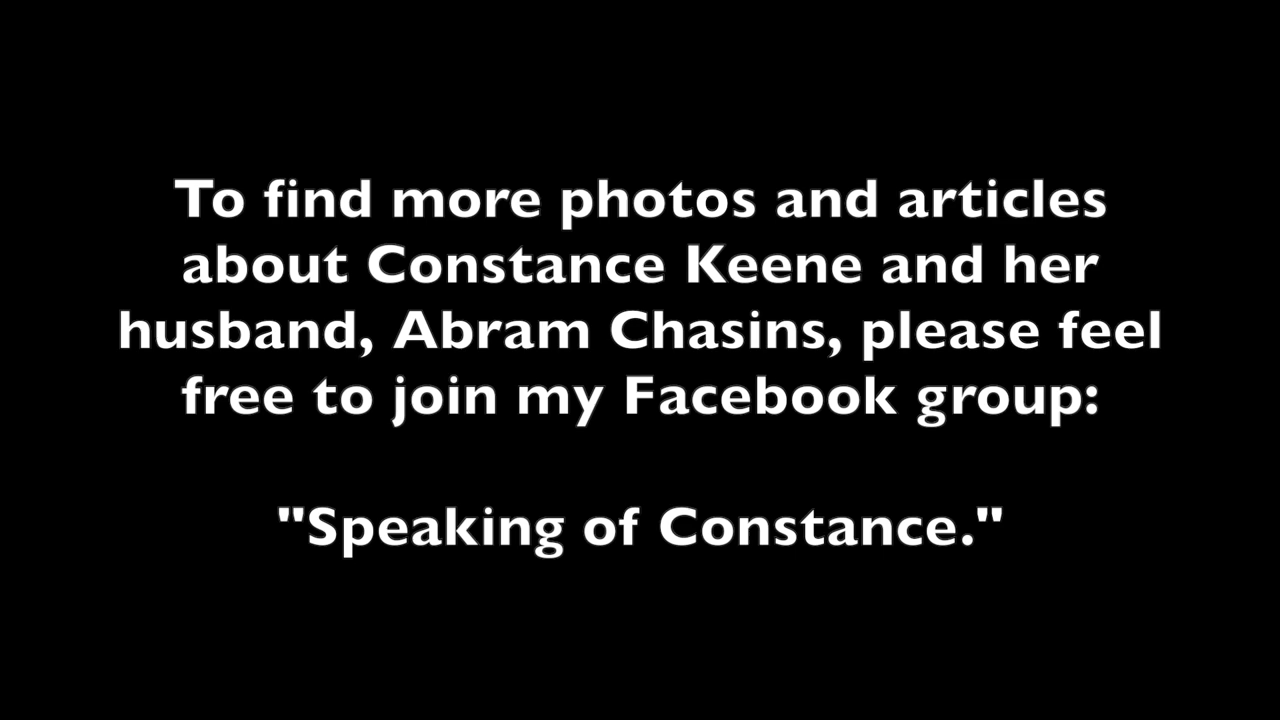 To find more photos and articles
about Constance Keene and her
husband, Abram Chasins, please feel
free to join my Facebook group:
"Speaking of Constance."